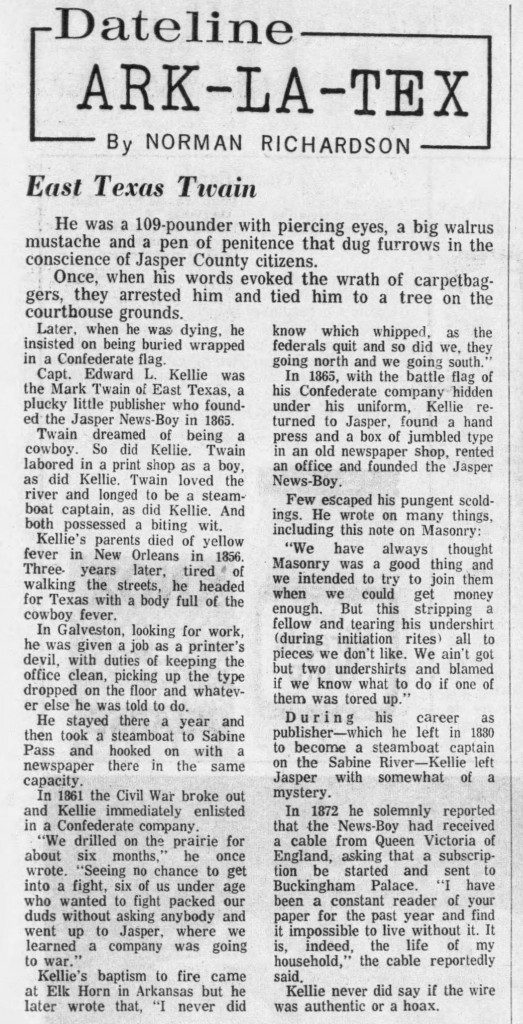 Dateline
ARK-LA-TEX
By NORMAN RICHARDSON
East Texas Twain
He was a 109-pounder with piercing eyes, a big walrus
mustache and a pen of penitence that dug furrows in the
conscience of Jasper County citizens.
Once, when his words evoked the wrath of carpetbag-
gers, they arrested him and tied him to a tree on the
courthouse grounds.
Later, when he was dying, he
insisted on being buried wrapped
in a Confederate flag.
Capt. Edward L. Kellie was
the Mark Twain of East Texas, a
plucky little publisher who found-
ed the Jasper News-Boy in 1865.
Twain dreamed of being a
cowboy. So did Kellie. Twain
labored in a print shop as a boy,
as did Kellie. Twain loved the
river and longed to be a steam-
boat captain, as did Kellie. And
both possessed a biting wit.
Kellie's parents died of yellow
fever in New Orleans in 1856.
Three years later, tired of
walking the streets, he headed
for Texas with a body full of the
cowboy fever.
In Galveston, looking for work,
he was given a job as a printer's
devil, with duties of keeping the
office clean, picking up the type
dropped on the floor and whatev-
er else he was told to do.
He stayed there a year and
then took a steamboat to Sabine
Pass and hooked on with a
newspaper there in the same
capacity.
In 1861 the Civil War broke out
and Kellie immediately enlisted
in a Confederate company.
"We drilled on the prairie for
about six months," he once
wrote. "Seeing no chance to get
into a fight, six of us under age
who wanted to fight packed our
duds without asking anybody and
went up to Jasper, where we
learned a company was going
to war."
Kellie's baptism to fire came
at Elk Horn in Arkansas but he
later wrote that, "I never did
know which whipped, as the
federals quit and so did we, they
going north and we going south."
In 1865, with the battle flag of
his Confederate company hidden
under his uniform, Kellie re-
turned to Jasper, found a hand
press and a box of jumbled type
in an old newspaper shop, rented
an office and founded the Jasper
News-Boy.
Few escaped his pungent scold-
ings. He wrote on many things,
including this note on Masonry:
"We have always thought
Masonry was a good thing and
we intended to try to join them
when we could get money
enough. But this stripping a
fellow and tearing his undershirt
(during initiation rites) all to
pieces we don't like. We ain't got
but two undershirts and blamed
if we know what to do if one of
them was tored up."
During his career as
publisher—which he left in 1880
to become a steamboat captain
on the Sabine River—Kellie left
Jasper with somewhat of a
mystery.
In 1872 he solemnly reported
that the News-Boy had received
a cable from Queen Victoria of
England, asking that a subscrip-
tion be started and sent to
Buckingham Palace. "I have
been a constant reader of your
paper for the past year and find
it impossible to live without it. It
is, indeed, the life of my
household," the cable reportedly
said.
Kellie never did say if the wire
was authentic or a hoax.